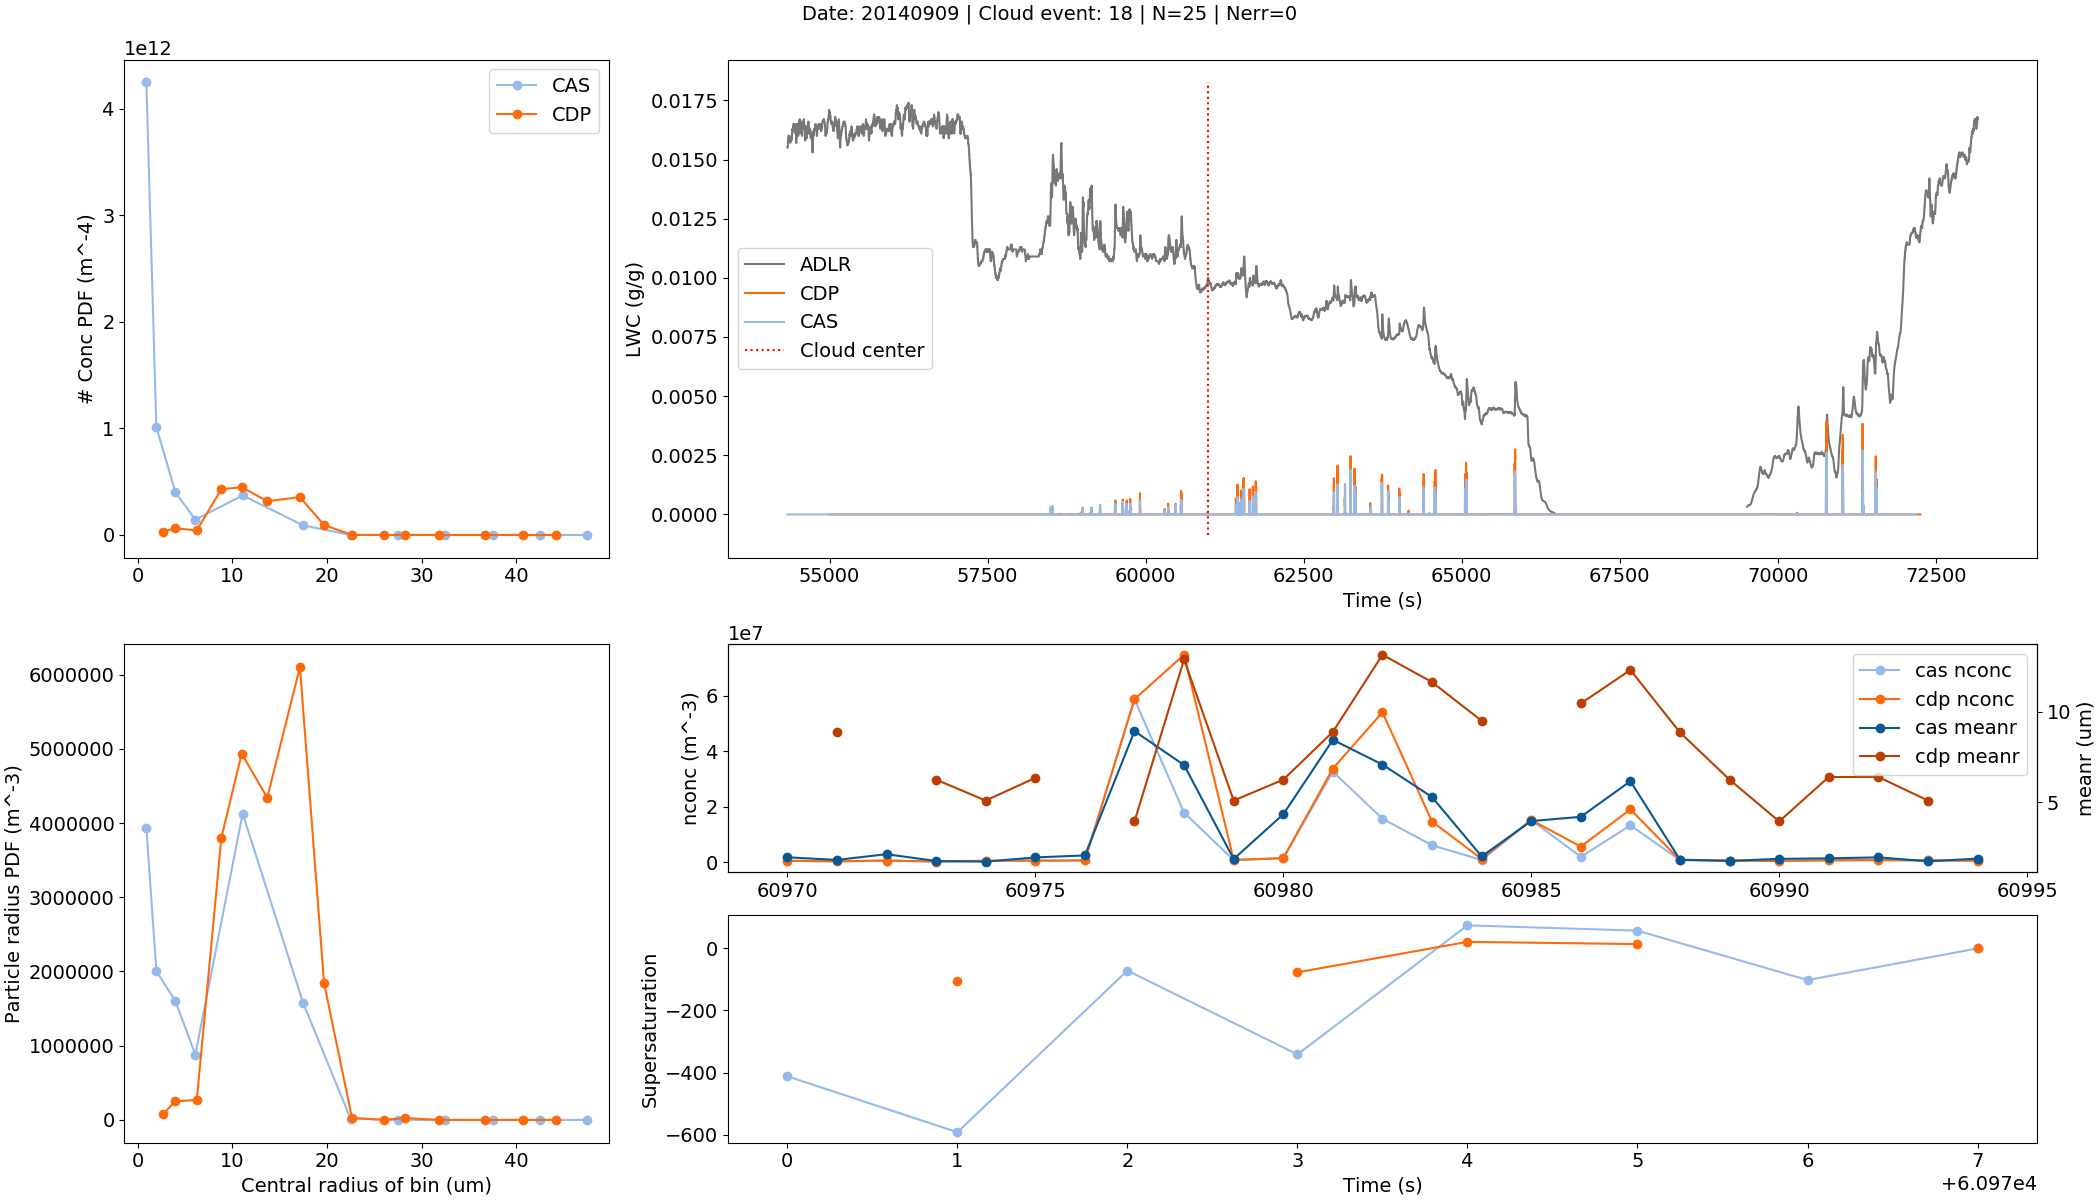 Date: 20140909 | Cloud event: 18 | N=25 | Nerr=0
1e12
# Conc PDF (m^-4)
4
3
2
1
0
0 10 20 30 40
CAS
CDP
LWC (g/g)
0.0175
0.0150
0.0125
0.0100
0.0075
0.0050
0.0025
0.0000
ADLR
CDP
CAS
Cloud center
55000 57500 60000 62500 65000 67500 70000 72500
Time (s)
Particle radius PDF (m^-3)
6000000
5000000
4000000
3000000
2000000
1000000
0
0 10 20 30 40
Central radius of bin (um)
1e7
nconc (m^-3)
6
4
2
0
60970 60975 60980 60985 60990 60995
cas nconc
cdp nconc
cas meanr
cdp meanr
10
5
meanr (um)
Supersaturation
0
−200
−400
−600
0 1 2 3 4 5 6 7
Time (s)
+6.097e4